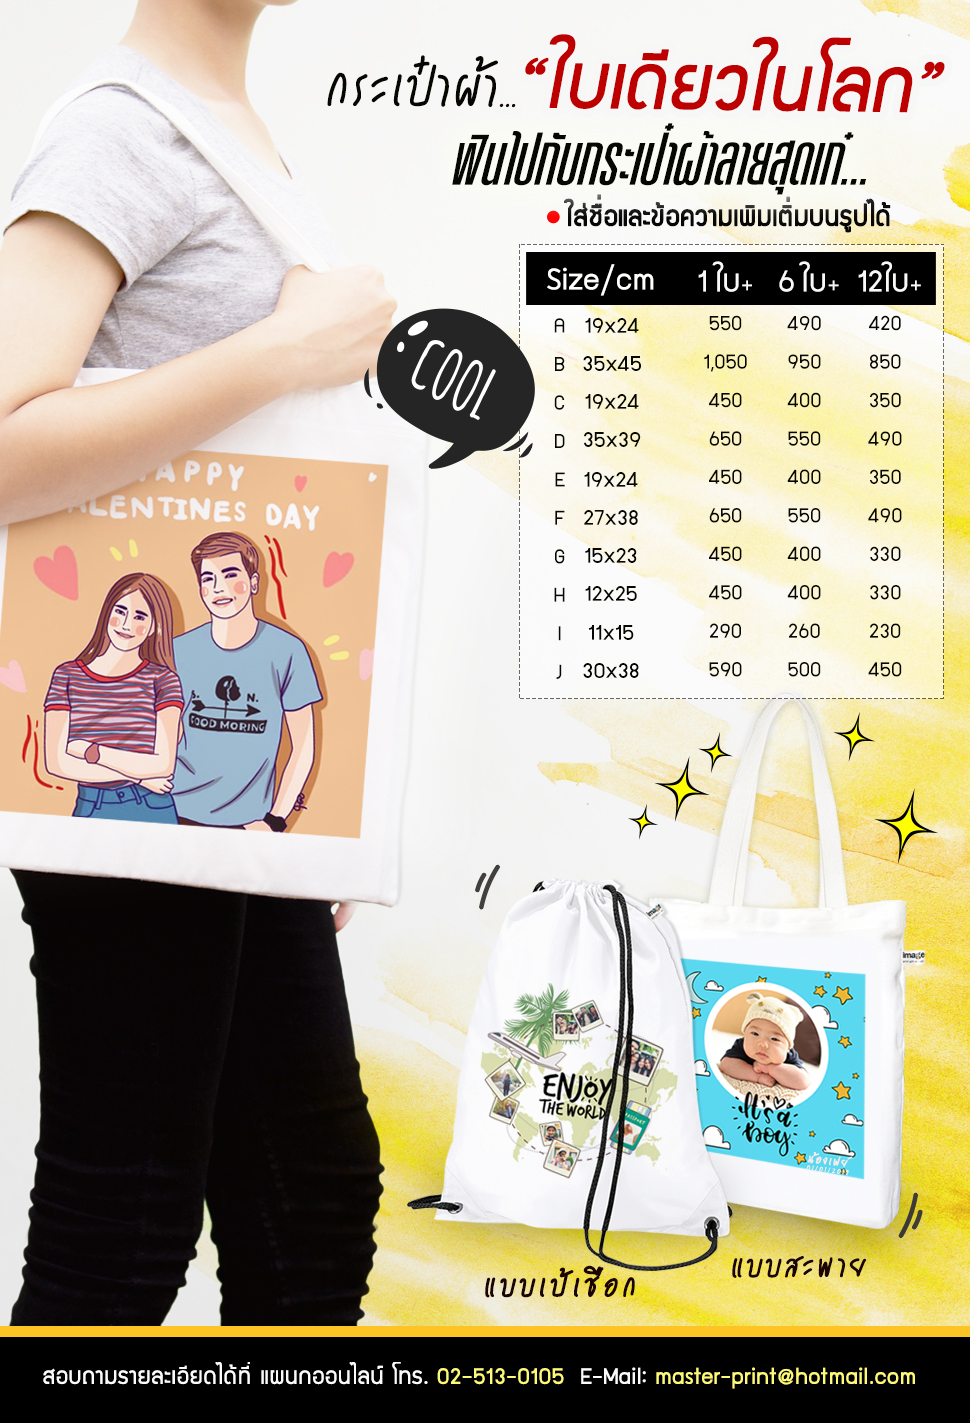 กระเป๋าผ้า... “ใบเดียวในโลก”
ฟินไปกับกระเป๋าผ้าลายสุดเก๋...
• ใส่ชื่อและข้อความเพิมเติ่มบนรูปได้
Size/cm 1 ใบ+ 6 ใบ+ 12ใบ+
A 19x24 550 490 420
B 35x45 1,050 950 850
C 19x24 450 400 350
D 35x39 650 550 490
E 19x24 450 400 350
F 27x38 650 550 490
G 15x23 450 400 330
H 12x25 450 400 330
I 11x15 290 260 230
J 30x38 590 500 450
COOL
APPY
ALENTINES DAY
S. N.
GOOD MORING
image
image
ENJOY
THE WORLD
PASSPORT
It's a
boy
แบบเป้เชือก
แบบสะพาย
สอบถามรายละเอียดได้ที่ แผนกออนไลน์ โทร. 02-513-0105 E-Mail: master-print@hotmail.com